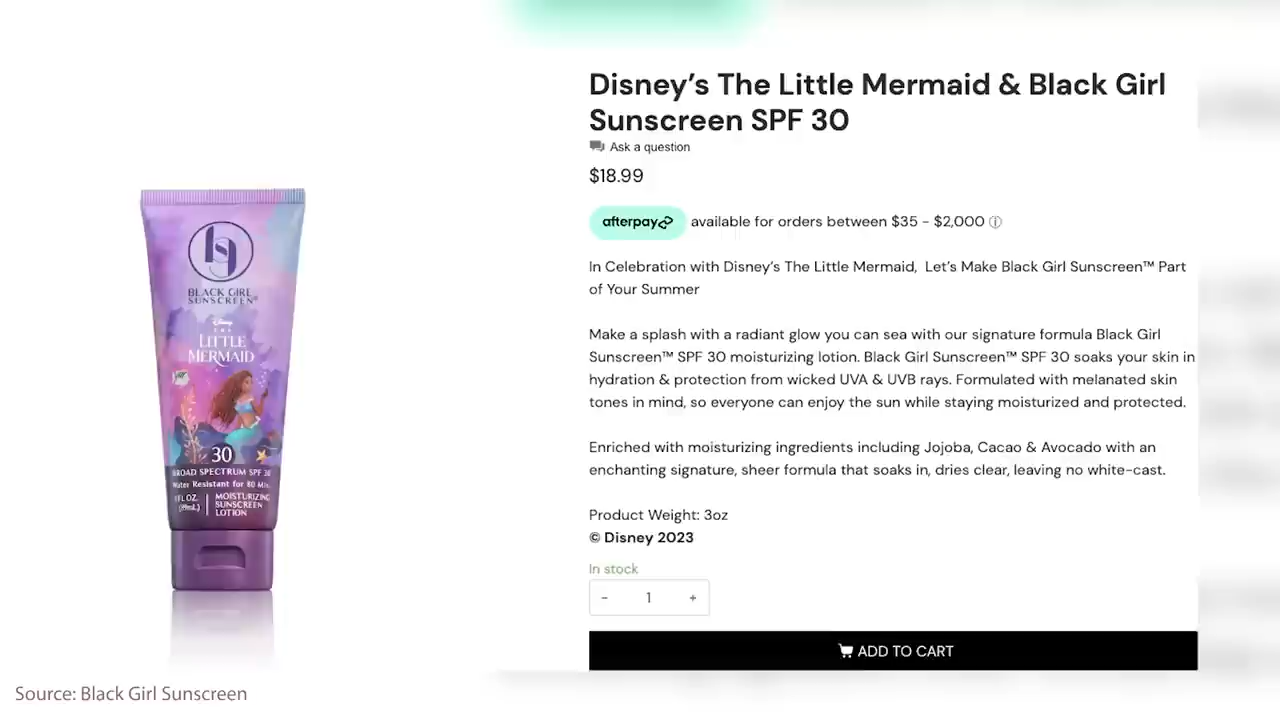 Disney's The Little Mermaid & Black Girl
Sunscreen SPF 30
Ask a question
$18.99
afterpay available for orders between $35 - $2,000
In Celebration with Disney's The Little Mermaid, Let's Make Black Girl Sunscreen™ Part
of Your Summer
Make a splash with a radiant glow you can sea with our signature formula Black Girl
Sunscreen™ SPF 30 moisturizing lotion. Black Girl Sunscreen™ SPF 30 soaks your skin in
hydration & protection from wicked UVA & UVB rays. Formulated with melanated skin
tones in mind, so everyone can enjoy the sun while staying moisturized and protected.
Enriched with moisturizing ingredients including Jojoba, Cacao & Avocado with an
enchanting signature, sheer formula that soaks in, dries clear, leaving no white-cast.
Product Weight: 3oz
© Disney 2023
In stock
- 1 +
ADD TO CART
BLACK GIRL
SUNSCREEN®
Disney
THE
LITTLE
MERMAID
30
BROAD SPECTRUM SPF 30
Water Resistant for 80 Min.
FL OZ.
(89mL)
MOISTURIZING
SUNSCREEN
LOTION
Source: Black Girl Sunscreen